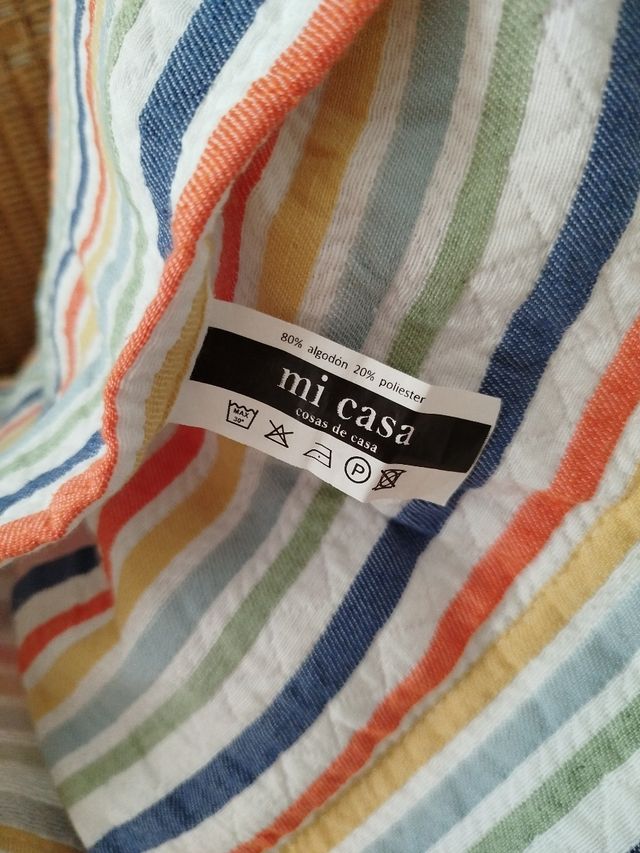 80% algodón 20% poliester
mi casa
cosas de casa
MAX
30°
P